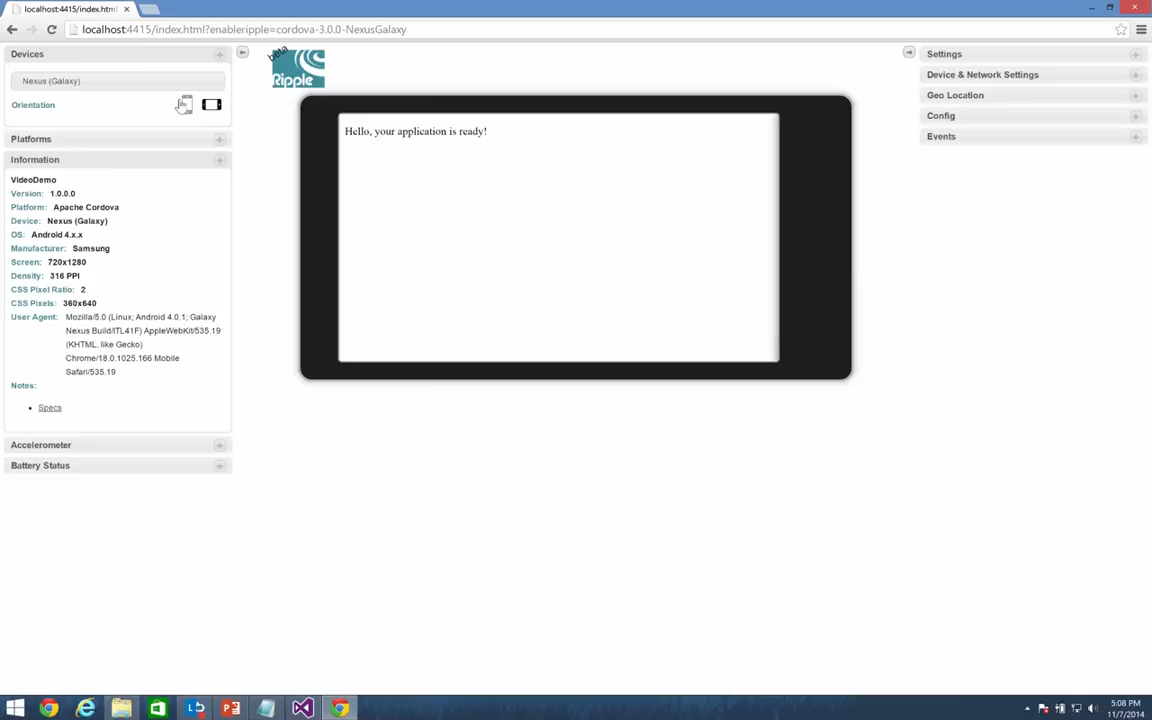 localhost:4415/index.html
localhost:4415/index.html?enableripple=cordova-3.0.0-NexusGalaxy
Devices
Nexus (Galaxy)
Orientation
Platforms
Information
VideoDemo
Version: 1.0.0.0
Platform: Apache Cordova
Device: Nexus (Galaxy)
OS: Android 4.x.x
Manufacturer: Samsung
Screen: 720x1280
Density: 316 PPI
CSS Pixel Ratio: 2
CSS Pixels: 360x640
User Agent: Mozilla/5.0 (Linux; Android 4.0.1; Galaxy
Nexus Build/ITL41F) AppleWebKit/535.19
(KHTML, like Gecko)
Chrome/18.0.1025.166 Mobile
Safari/535.19
Notes:
Specs
Accelerometer
Battery Status
beta
Ripple
Hello, your application is ready!
Settings
Device & Network Settings
Geo Location
Config
Events
5:08 PM
11/7/2014